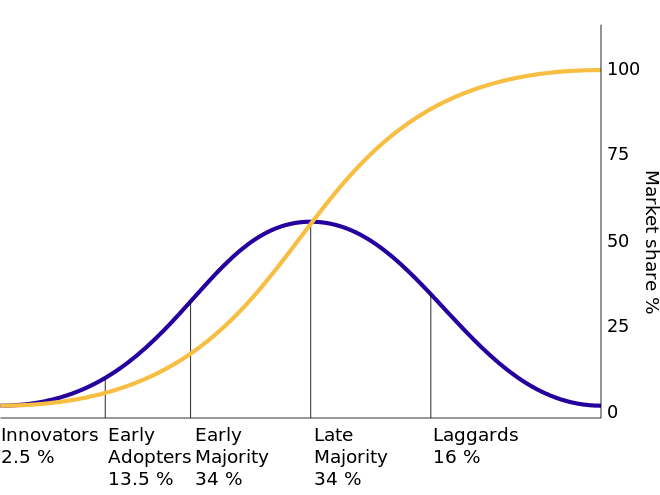 100
75
50
25
0
Market share %
Innovators
2.5 %
Early
Adopters
13.5 %
Early
Majority
34 %
Late
Majority
34 %
Laggards
16 %